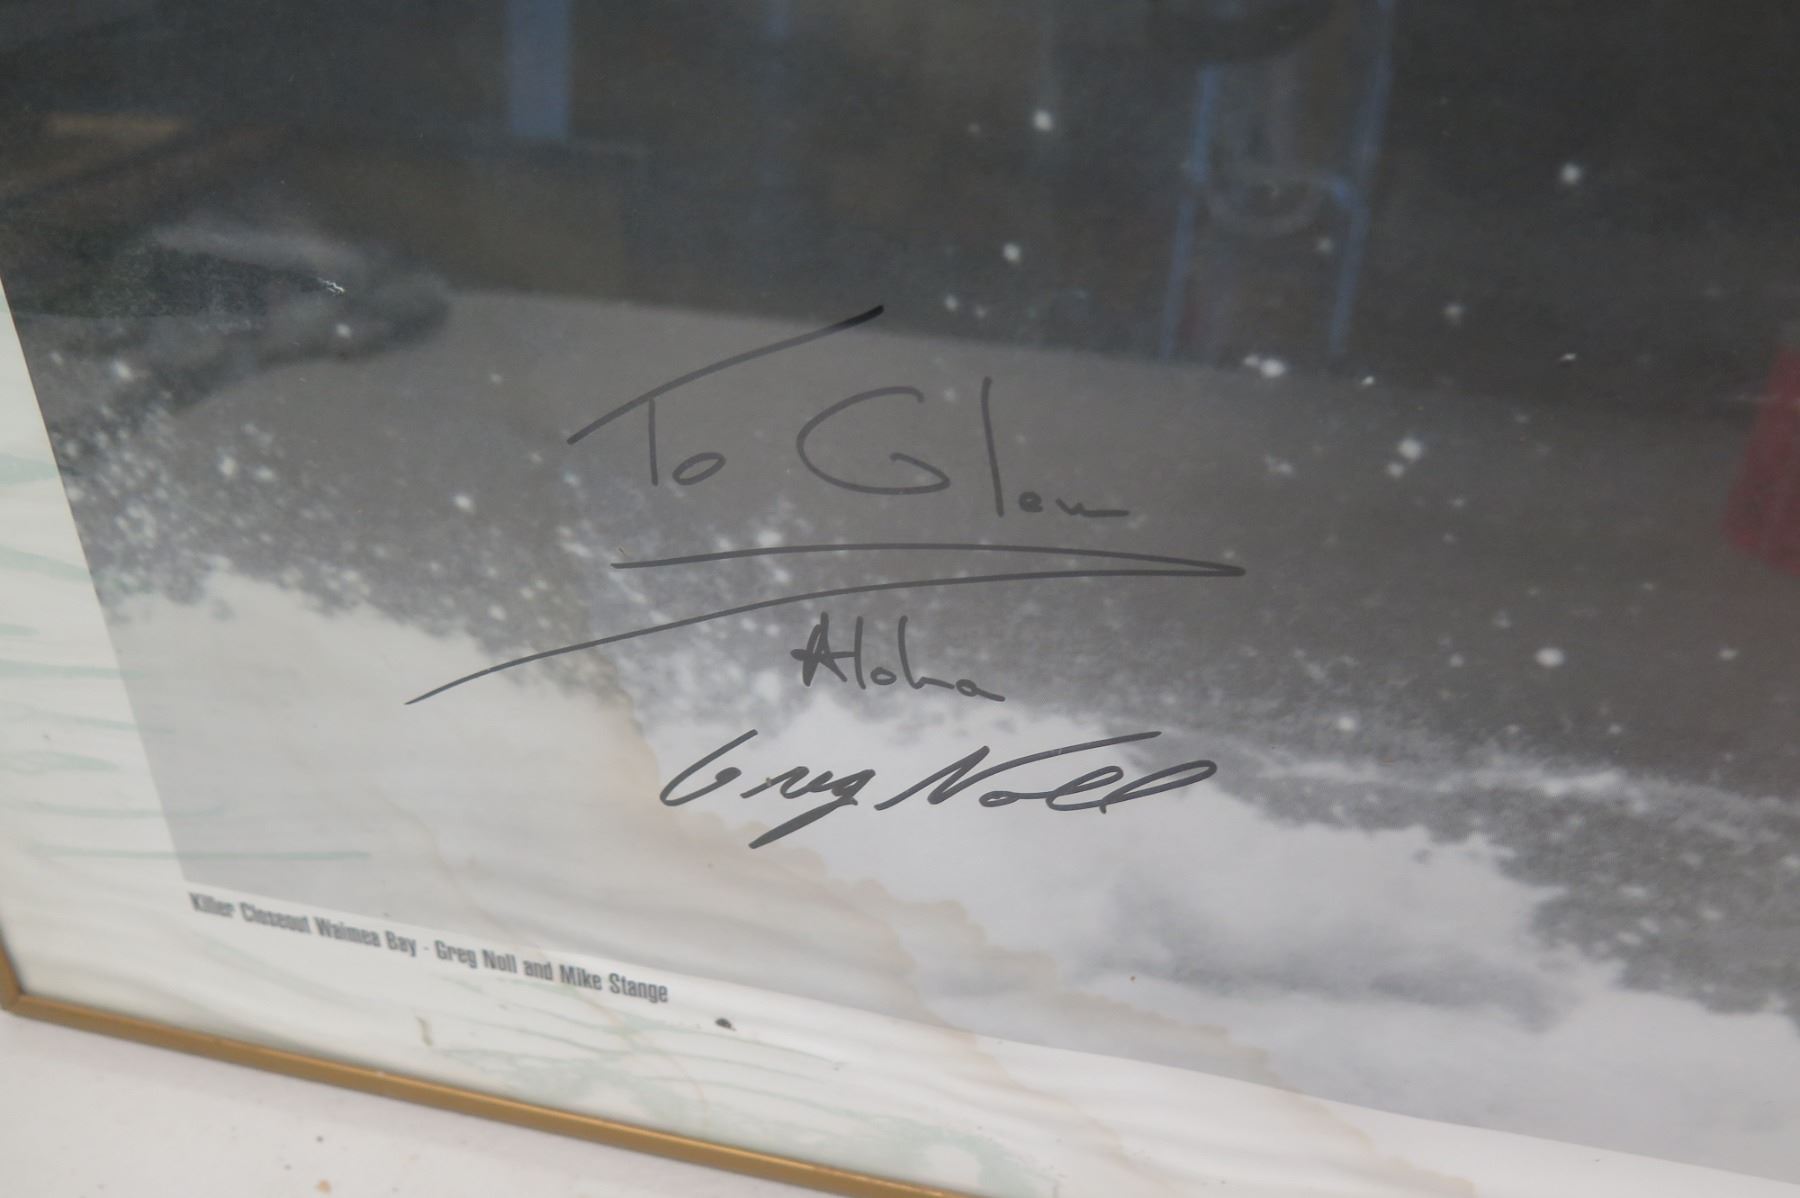 To Glen
Aloha
Greg Noll
Killer Closeout Waimea Bay - Greg Noll and Mike Stange